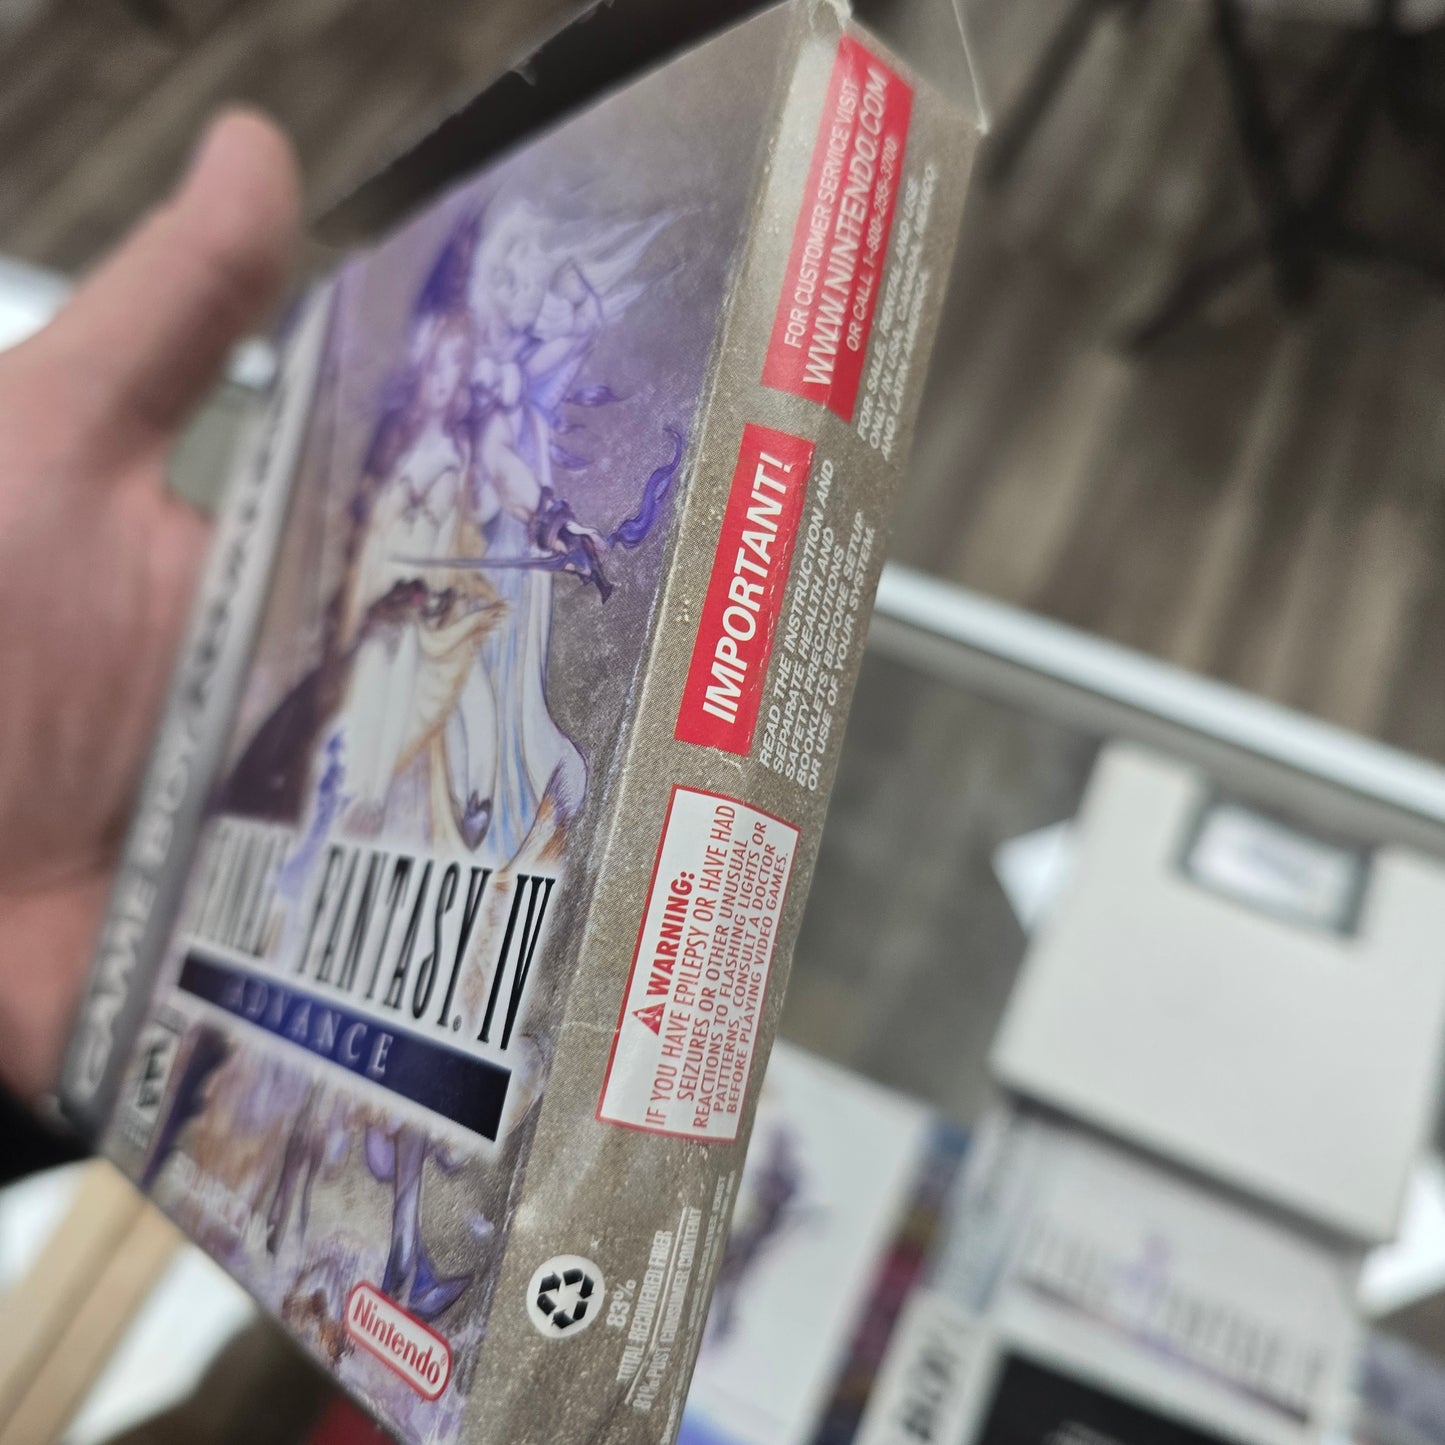 GAME BOY ADVANCE
FINAL FANTASY IV
ADVANCE
SQUARE ENIX
Nintendo
FOR CUSTOMER SERVICE VISIT
WWW.NINTENDO.COM
OR CALL 1-800-255-3700
FOR SALE, RENTAL AND USE
ONLY IN USA, CANADA, MEXICO
AND LATIN AMERICA
IMPORTANT!
READ THE INSTRUCTION AND
SEPARATE HEALTH AND
SAFETY PRECAUTIONS
BOOKLETS BEFORE SETUP
OR USE OF YOUR SYSTEM.
WARNING:
IF YOU HAVE EPILEPSY OR HAVE HAD
SEIZURES OR OTHER UNUSUAL
REACTIONS TO FLASHING LIGHTS OR
PATTERNS, CONSULT A DOCTOR
BEFORE PLAYING VIDEO GAMES.
83%
TOTAL RECOVERED FIBER
81% POST CONSUMER CONTENT